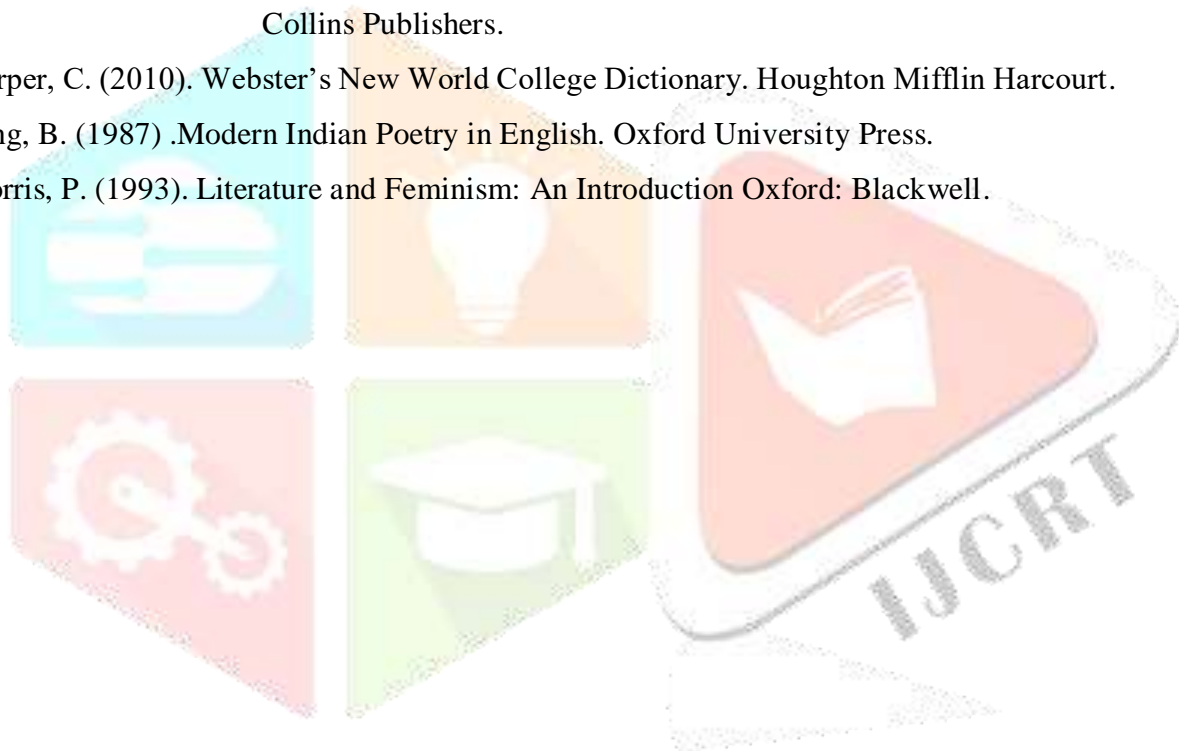 Collins Publishers.
rper, C. (2010). Webster’s New World College Dictionary. Houghton Mifflin Harcourt.
ng, B. (1987) .Modern Indian Poetry in English. Oxford University Press.
orris, P. (1993). Literature and Feminism: An Introduction Oxford: Blackwell.
IJCRT